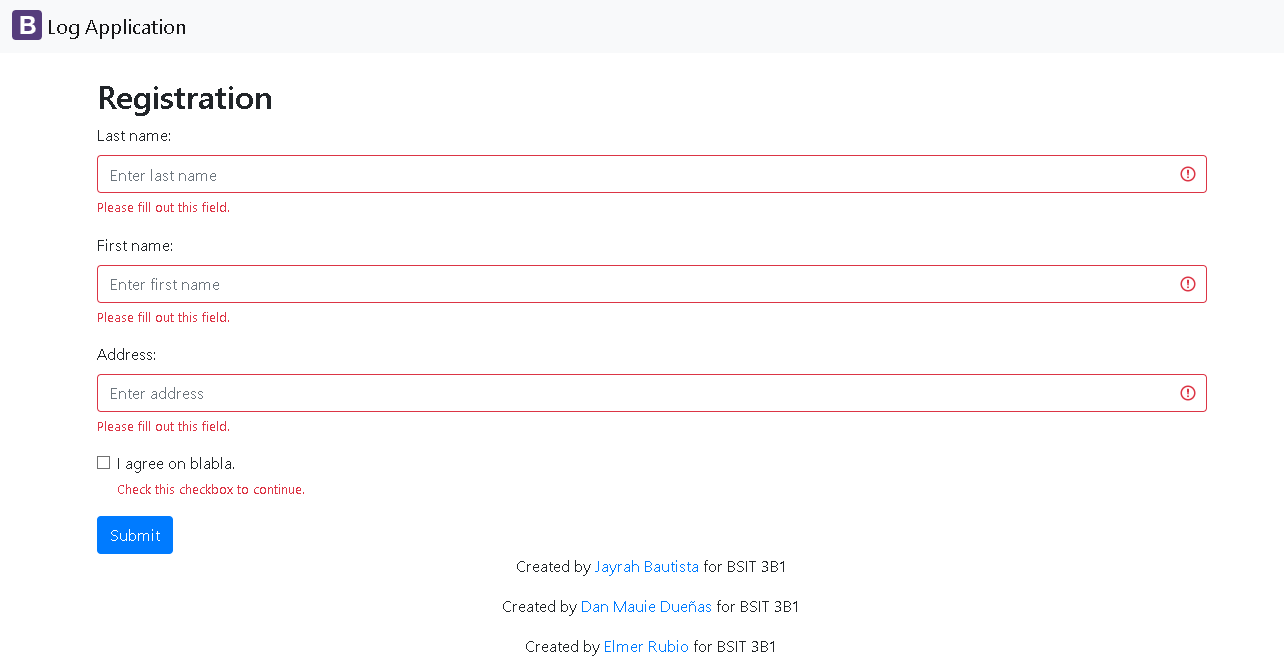 B Log Application
Registration
Last name:
Enter last name
Please fill out this field.
First name:
Enter first name
Please fill out this field.
Address:
Enter address
Please fill out this field.
I agree on blabla.
Check this checkbox to continue.
Submit
Created by Jayrah Bautista for BSIT 3B1
Created by Dan Mauie Dueñas for BSIT 3B1
Created by Elmer Rubio for BSIT 3B1